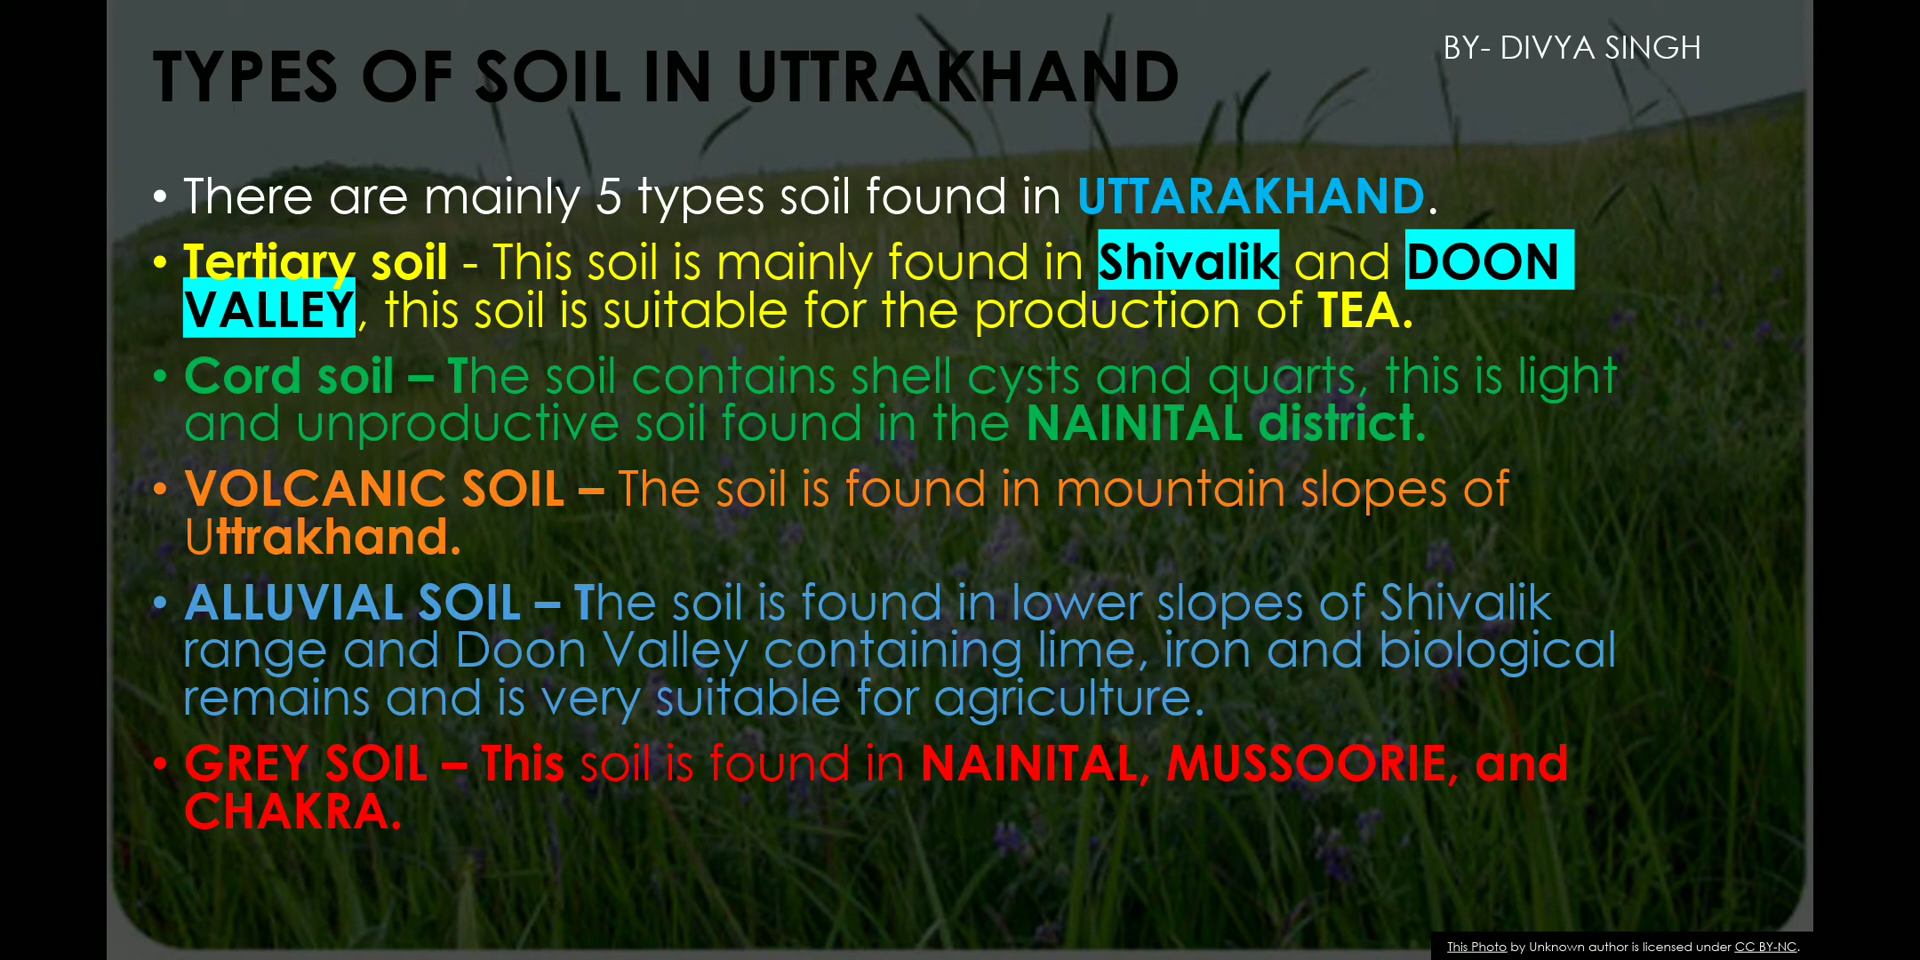 TYPES OF SOIL IN UTTRAKHAND
BY- DIVYA SINGH
• There are mainly 5 types soil found in UTTARAKHAND.
• Tertiary soil - This soil is mainly found in Shivalik and DOON
VALLEY, this soil is suitable for the production of TEA.
• Cord soil – The soil contains shell cysts and quarts, this is light
and unproductive soil found in the NAINITAL district.
• VOLCANIC SOIL – The soil is found in mountain slopes of
Uttrakhand.
• ALLUVIAL SOIL – The soil is found in lower slopes of Shivalik
range and Doon Valley containing lime, iron and biological
remains and is very suitable for agriculture.
• GREY SOIL – This soil is found in NAINITAL, MUSSOORIE, and
CHAKRA.
This Photo by Unknown author is licensed under CC BY-NC.